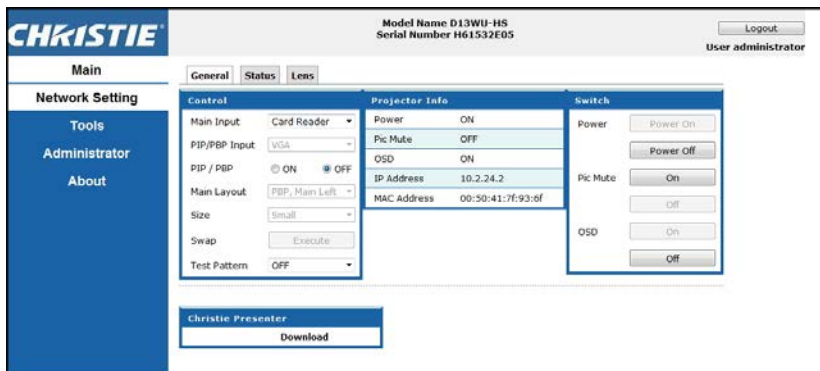 CHRISTIE
Model Name D13WU-HS
Serial Number H61532E05
Logout
User administrator
Main
Network Setting
Tools
Administrator
About
General Status Lens
Control
Main Input Card Reader
PIP/PBP Input VGA
PIP / PBP ON OFF
Main Layout PBP, Main Left
Size Small
Swap Execute
Test Pattern OFF
Projector Info
Power ON
Pic Mute OFF
OSD ON
IP Address 10.2.24.2
MAC Address 00:50:41:7f:93:6f
Switch
Power Power On
Power Off
Pic Mute On
Off
OSD On
Off
Christie Presenter
Download